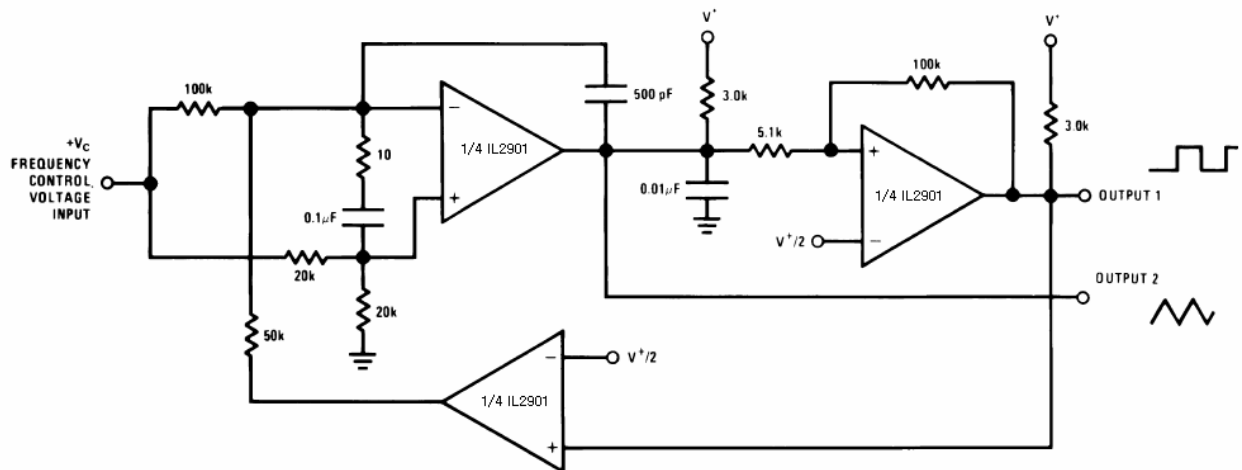 +VC
FREQUENCY
CONTROL,
VOLTAGE
INPUT
100k
20k
50k
10
0.1μF
20k
1/4 IL2901
−
+
500 pF
V+
3.0k
0.01μF
5.1k
100k
1/4 IL2901
+
−
V+/2
V+
3.0k
OUTPUT 1
OUTPUT 2
1/4 IL2901
−
+
V+/2